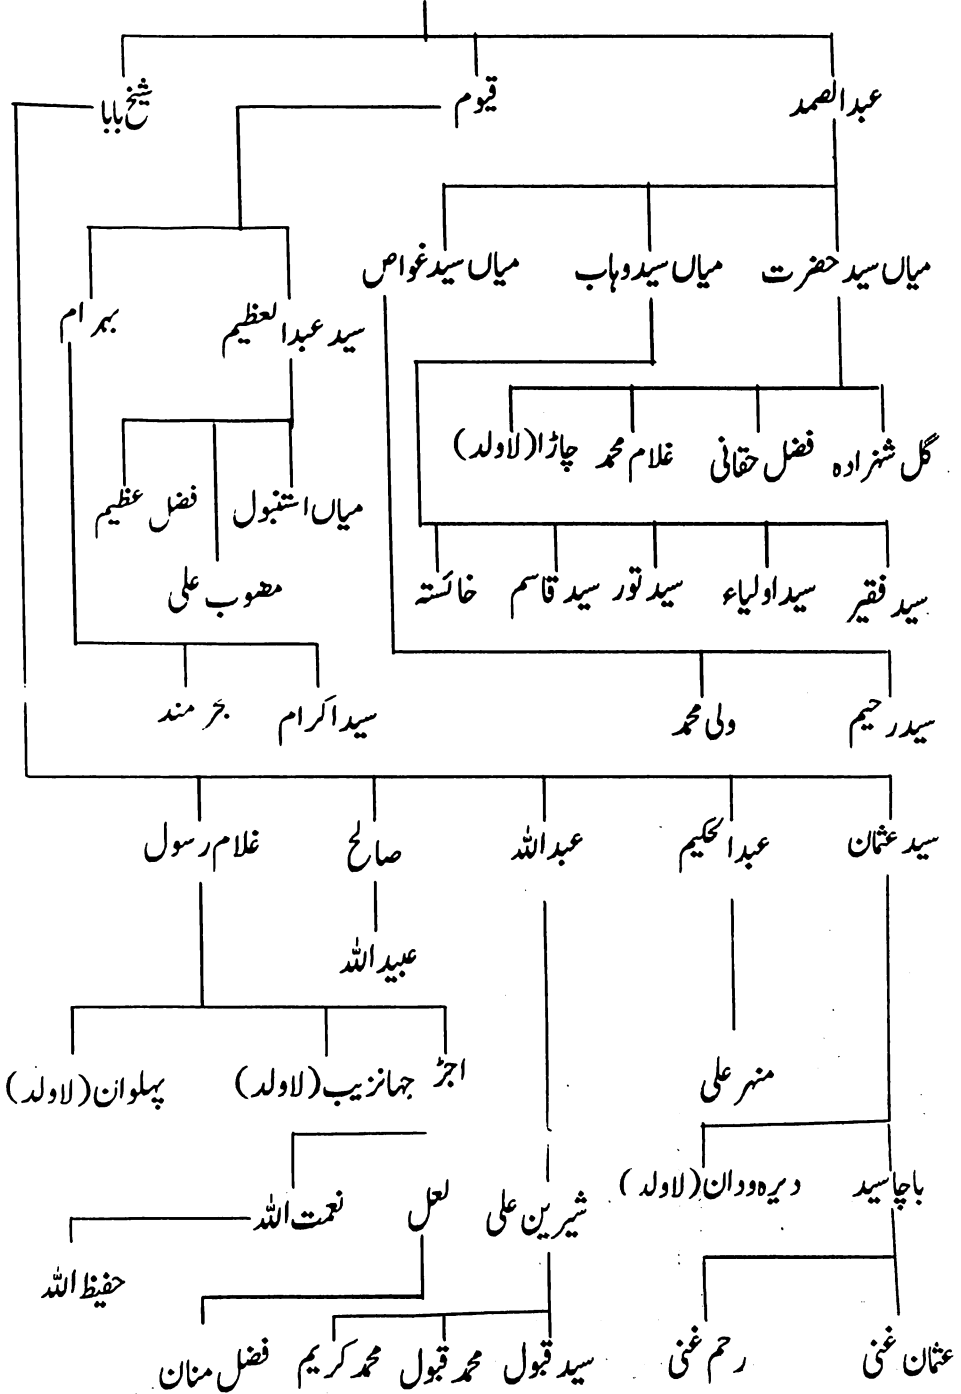 عبدالصمد قیوم شیخ بابا
میاں سید حضرت میاں سید وہاب میاں سید غواص
سید عبدالعظیم بہرام
گل شہزادہ فضل حقانی غلام محمد چاڑا (لاولد)
میاں استنبول فضل عظیم
مھوب علی
سید فقیر سید اولیاء سید تور سید قاسم خائستہ
سید رحیم ولی محمد سید اکرام بحر مند
سید عثمان عبدالحکیم عبداللہ صالح غلام رسول
عبیداللہ
منہر علی اجڑ جہانزیب (لاولد) پہلوان (لاولد)
باچا سید دیرہ ودان (لاولد) شیرین علی لعل نعمت اللہ
حفیظ اللہ
عثمان غنی رحم غنی سید قبول محمد قبول محمد کریم فضل منان